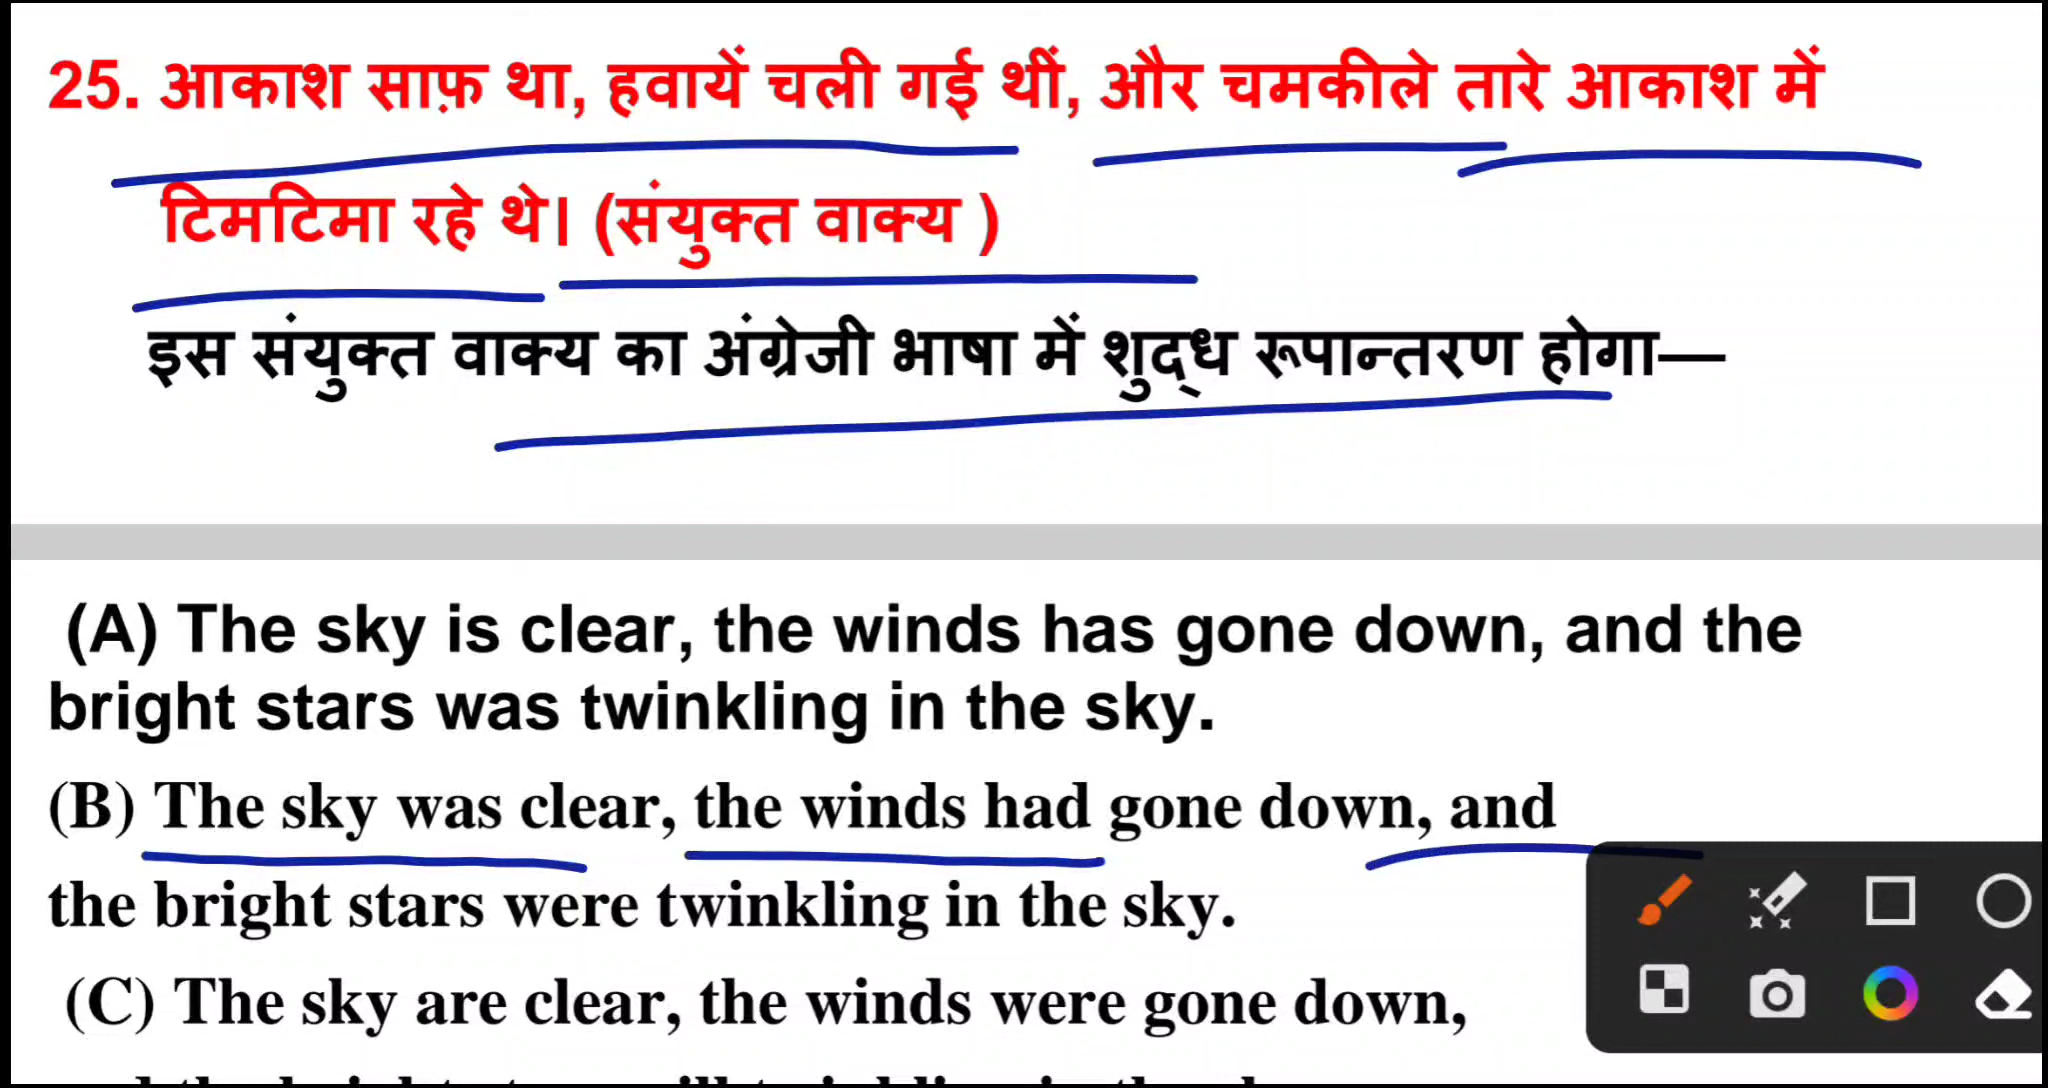 25. आकाश साफ़ था, हवायें चली गई थीं, और चमकीले तारे आकाश में
टिमटिमा रहे थे। (संयुक्त वाक्य )
इस संयुक्त वाक्य का अंग्रेजी भाषा में शुद्ध रूपान्तरण होगा—
(A) The sky is clear, the winds has gone down, and the
bright stars was twinkling in the sky.
(B) The sky was clear, the winds had gone down, and
the bright stars were twinkling in the sky.
(C) The sky are clear, the winds were gone down,